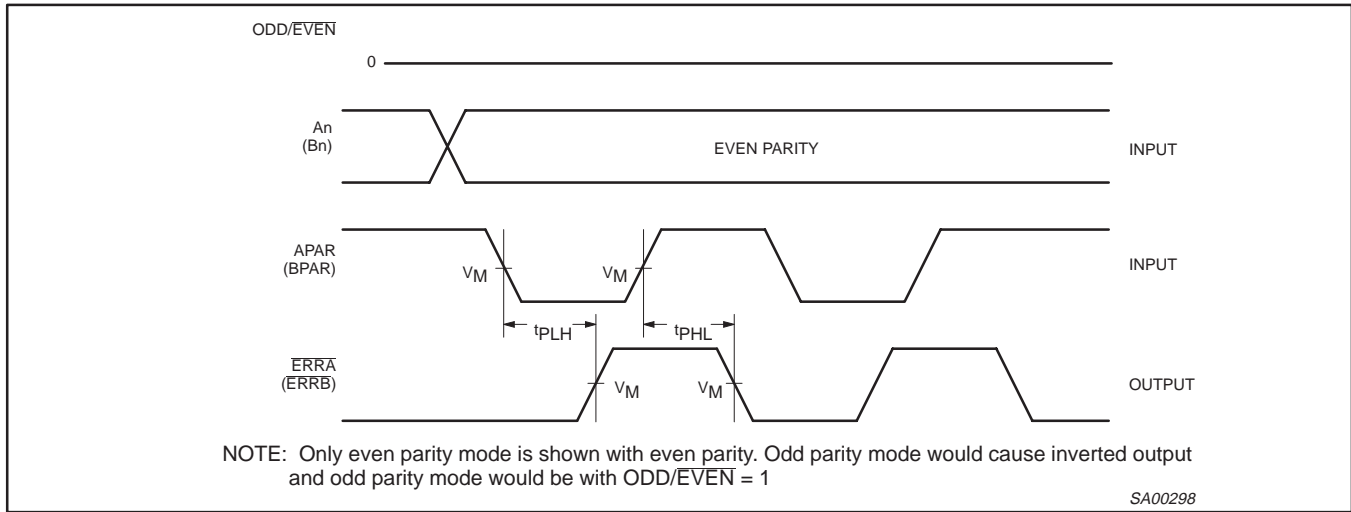 ODD/EVEN
0
An
(Bn)
EVEN PARITY
INPUT
APAR
(BPAR)
VM
VM
INPUT
tPLH
tPHL
ERRA
(ERRB)
VM
VM
OUTPUT
NOTE: Only even parity mode is shown with even parity. Odd parity mode would cause inverted output
and odd parity mode would be with ODD/EVEN = 1
SA00298